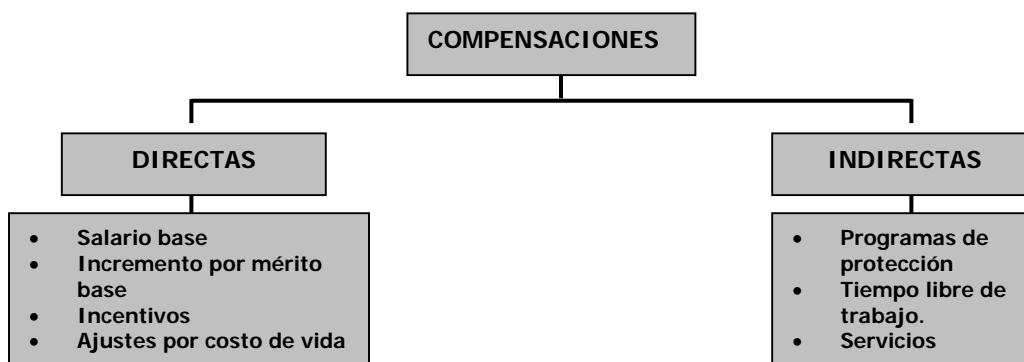 COMPENSACIONES
DIRECTAS
INDIRECTAS
• Salario base
• Incremento por mérito
base
• Incentivos
• Ajustes por costo de vida
• Programas de
protección
• Tiempo libre de
trabajo.
• Servicios